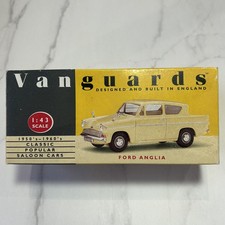 Vanguards
DESIGNED AND BUILT IN ENGLAND
1:43
SCALE
1950's-1960's
CLASSIC
POPULAR
SALOON CARS
FORD ANGLIA